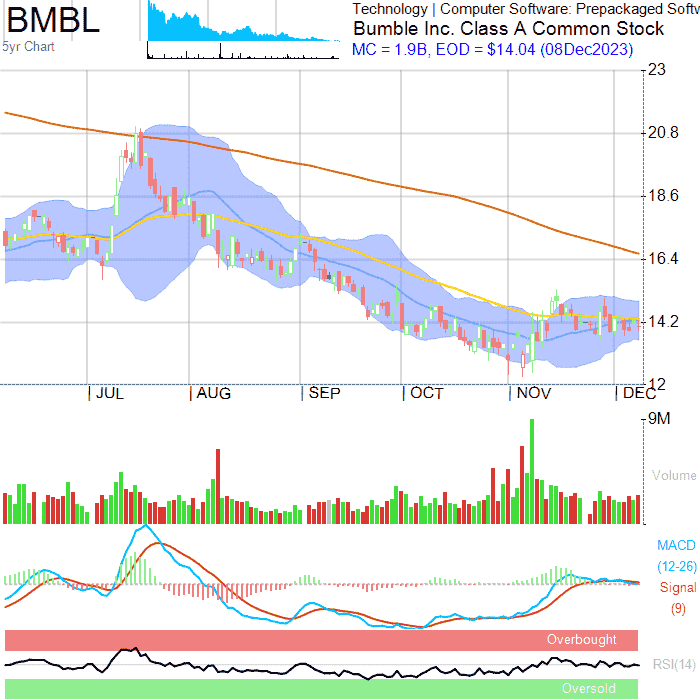 BMBL
5yr Chart
Technology | Computer Software: Prepackaged Softw
Bumble Inc. Class A Common Stock
MC = 1.9B, EOD = $14.04 (08Dec2023)
23
20.8
18.6
16.4
14.2
12
JUL AUG SEP OCT NOV DEC
9M
Volume
MACD
(12-26)
Signal
(9)
Overbought
RSI(14)
Oversold